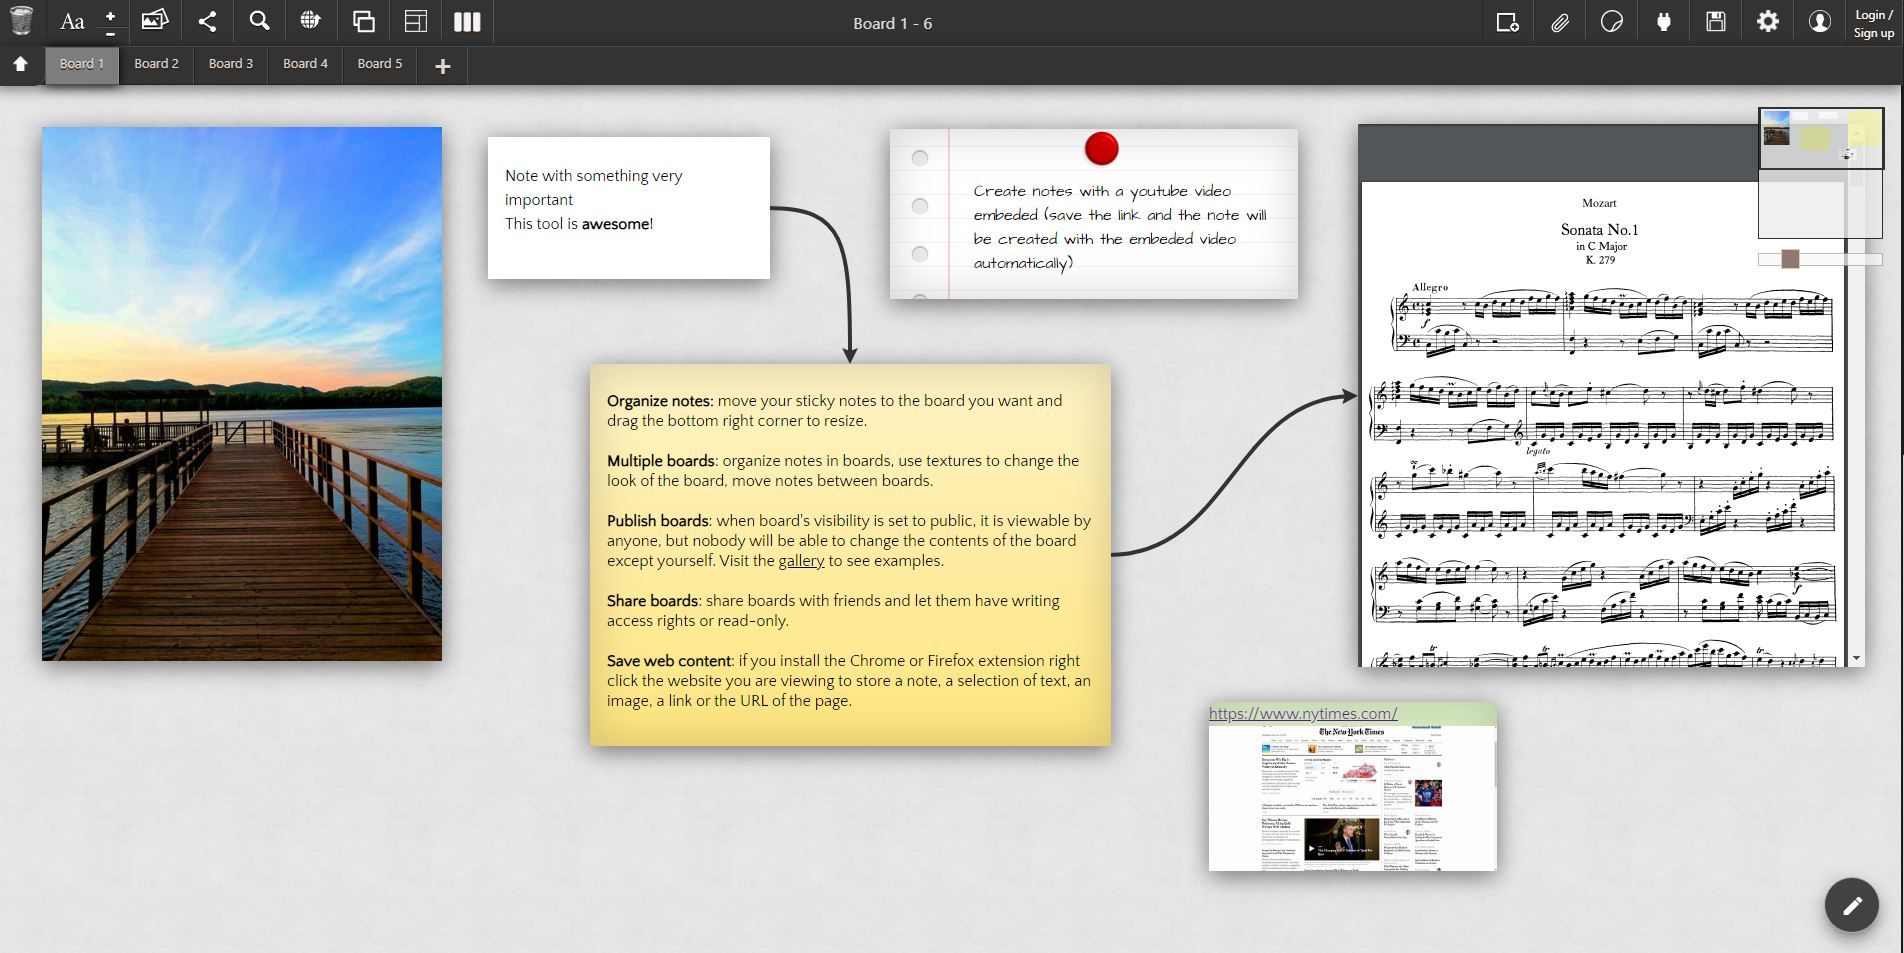 Aa
Board 1 - 6
Login /
Sign up
Board 1
Board 2
Board 3
Board 4
Board 5
Note with something very
important
This tool is awesome!
Create notes with a youtube video
embeded (save the link and the note will
be created with the embeded video
automatically)
Organize notes: move your sticky notes to the board you want and
drag the bottom right corner to resize.
Multiple boards: organize notes in boards, use textures to change the
look of the board, move notes between boards.
Publish boards: when board's visibility is set to public, it is viewable by
anyone, but nobody will be able to change the contents of the board
except yourself. Visit the gallery to see examples.
Share boards: share boards with friends and let them have writing
access rights or read-only.
Save web content: if you install the Chrome or Firefox extension right
click the website you are viewing to store a note, a selection of text, an
image, a link or the URL of the page.
Mozart
Sonata No.1
in C Major
K. 279
Allegro
f
legato
f
tr
tr
tr
https://www.nytimes.com/
The New York Times